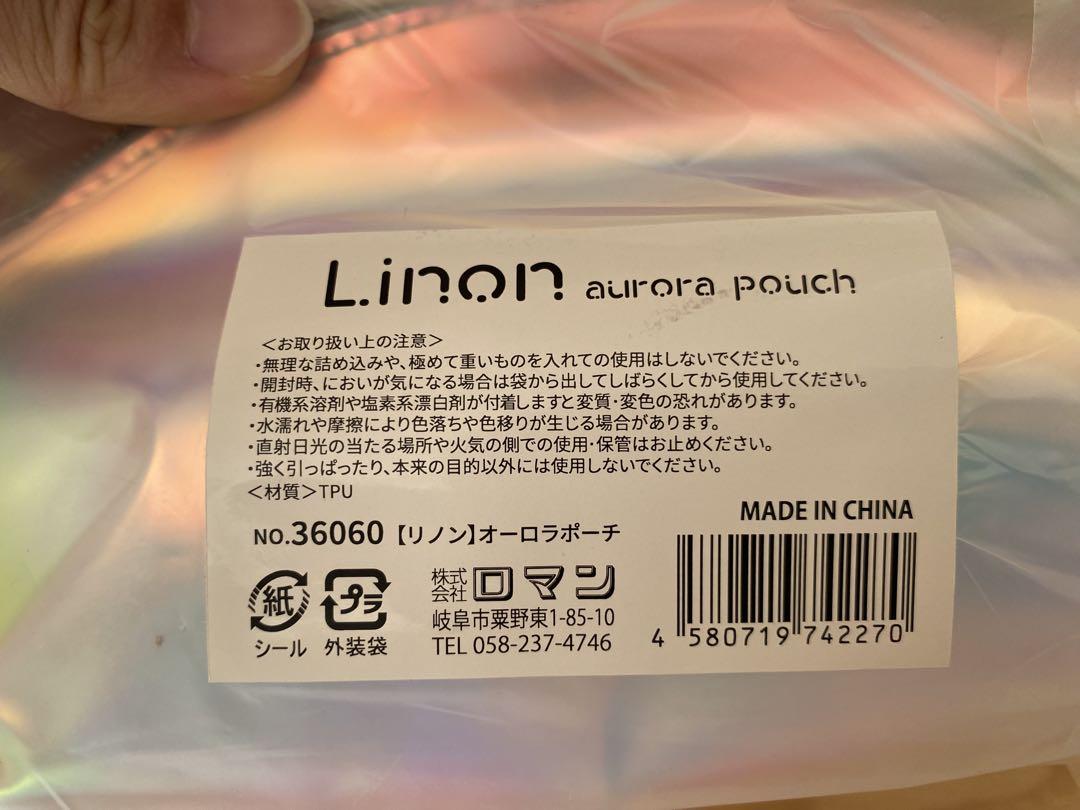 Linon aurora pouch
＜お取り扱い上の注意＞
・無理な詰め込みや、極めて重いものを入れての使用はしないでください。
・開封時、においが気になる場合は袋から出してしばらくしてから使用してください。
・有機系溶剤や塩素系漂白剤が付着しますと変質・変色の恐れがあります。
・水濡れや摩擦により色落ちや色移りが生じる場合があります。
・直射日光の当たる場所や火気の側での使用・保管はお止めください。
・強く引っぱったり、本来の目的以外には使用しないでください。
＜材質＞TPU
MADE IN CHINA
NO.36060【リノン】オーロラポーチ
紙 プラ
シール 外装袋
株式会社ロマン
岐阜市粟野東1-85-10
TEL 058-237-4746
4 580719 742270